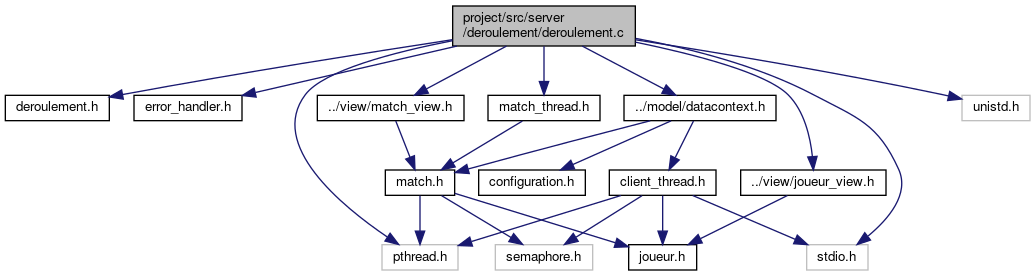 project/src/server
/deroulement/deroulement.c
deroulement.h
error_handler.h
../view/match_view.h
match_thread.h
../model/datacontext.h
unistd.h
match.h
configuration.h
client_thread.h
../view/joueur_view.h
pthread.h
semaphore.h
joueur.h
stdio.h